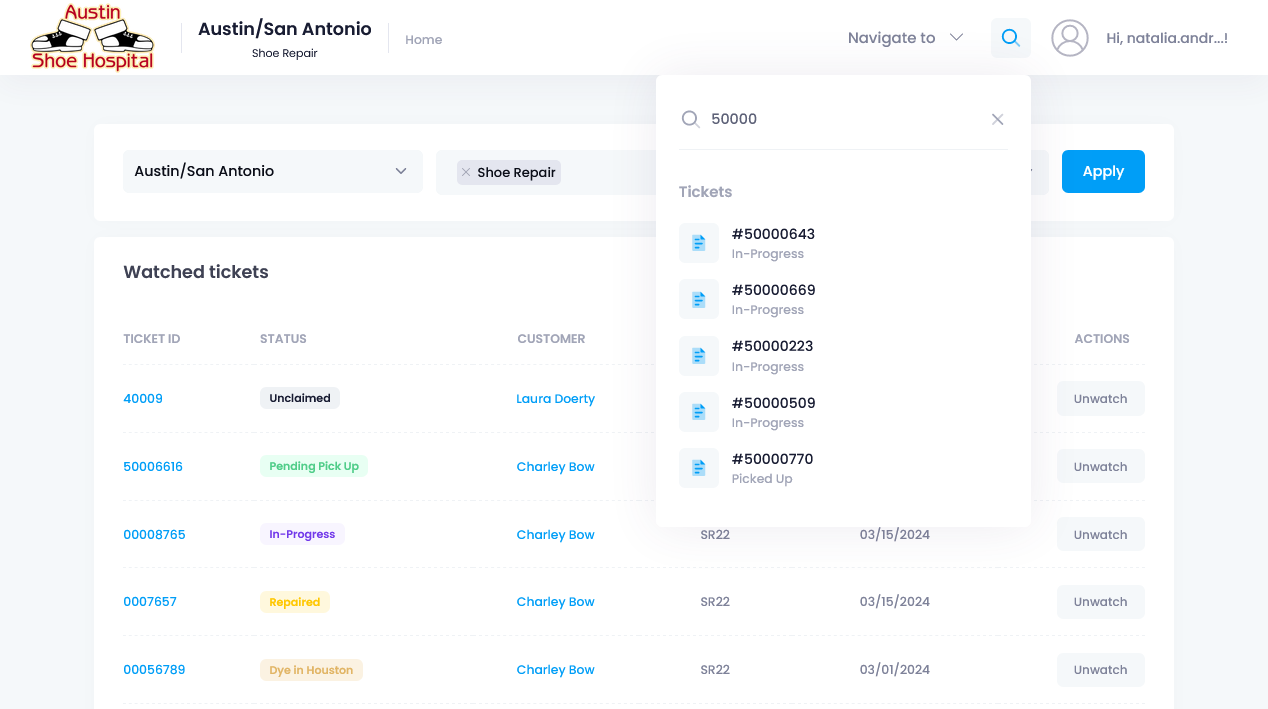 Austin
Shoe Hospital
Austin/San Antonio
Shoe Repair
Home
Navigate to
Hi, natalia.andr...!
50000
Austin/San Antonio
Shoe Repair
Apply
Tickets
#50000643
In-Progress
#50000669
In-Progress
#50000223
In-Progress
#50000509
In-Progress
#50000770
Picked Up
Watched tickets
TICKET ID STATUS CUSTOMER ACTIONS
40009 Unclaimed Laura Doerty Unwatch
50006616 Pending Pick Up Charley Bow Unwatch
00008765 In-Progress Charley Bow SR22 03/15/2024 Unwatch
0007657 Repaired Charley Bow SR22 03/15/2024 Unwatch
00056789 Dye in Houston Charley Bow SR22 03/01/2024 Unwatch